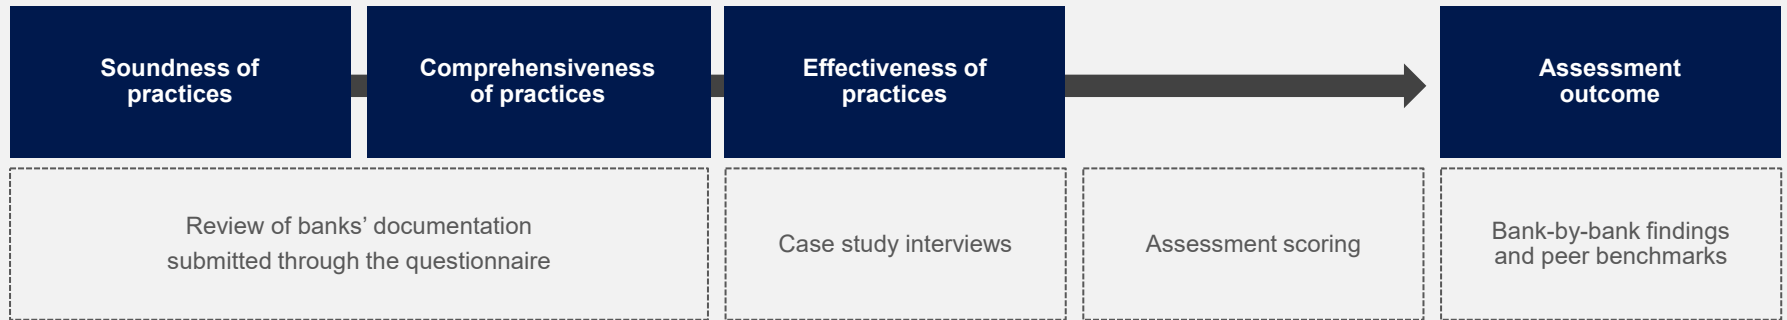 Soundness of
practices
Comprehensiveness
of practices
Effectiveness of
practices
Assessment
outcome
Review of banks’ documentation
submitted through the questionnaire
Case study interviews
Assessment scoring
Bank-by-bank findings
and peer benchmarks